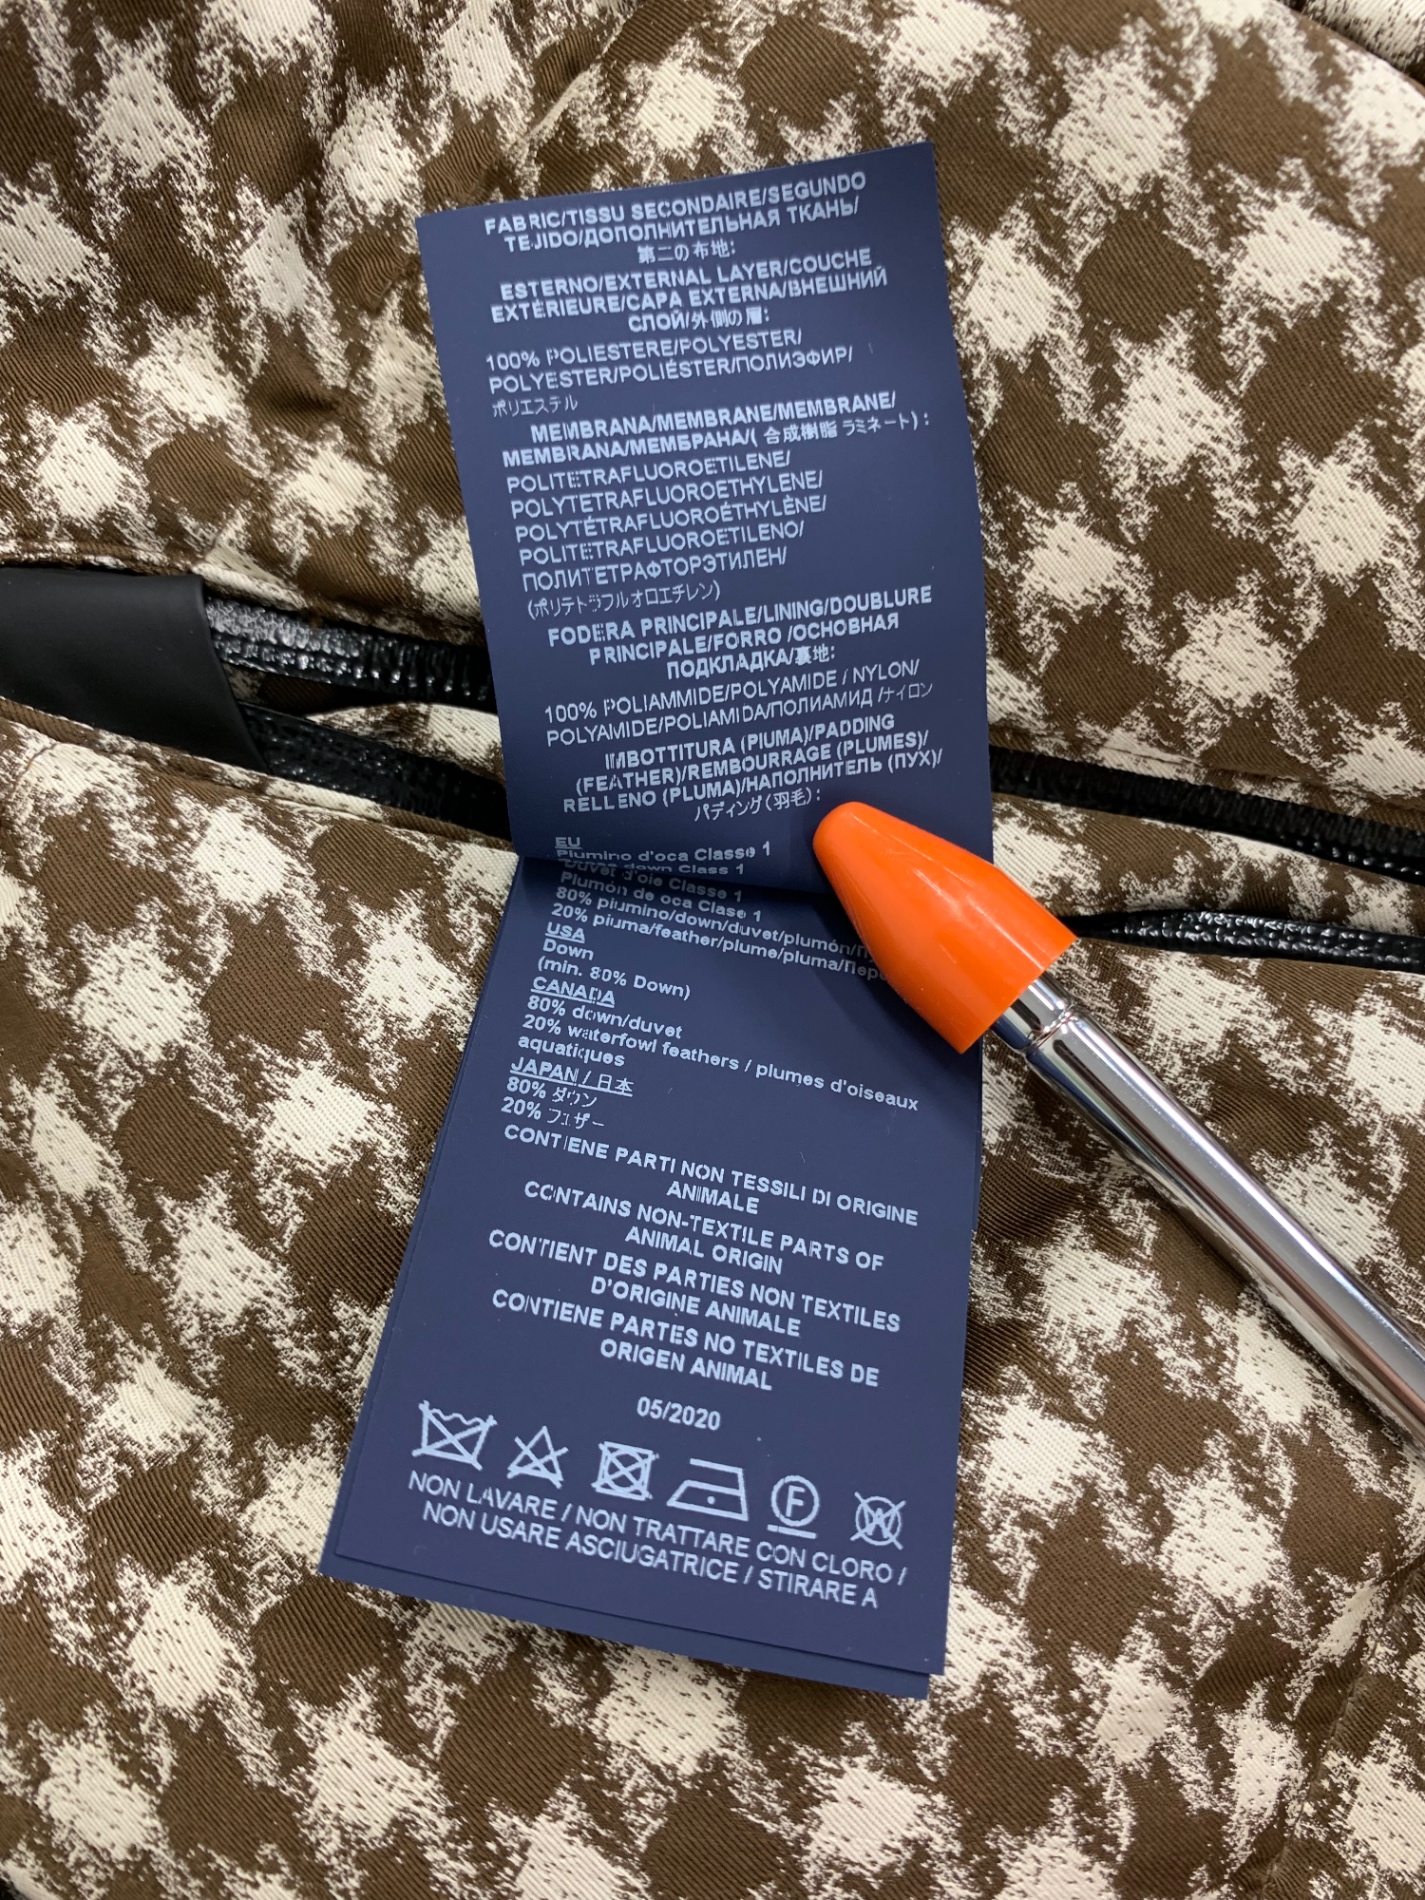 FABRIC/TISSU SECONDAIRE/SEGUNDO
TEJIDO/ДОПОЛНИТЕЛЬНАЯ ТКАНЬ/
第二の布地:
ESTERNO/EXTERNAL LAYER/COUCHE
EXTÉRIEURE/CAPA EXTERNA/ВНЕШНИЙ
СЛОЙ/外側の層:
100% POLIESTERE/POLYESTER/
POLYESTER/POLIÉSTER/ПОЛИЭФИР/
ポリエステル
MEMBRANA/MEMBRANE/MEMBRANE/
MEMBRANA/МЕМБРАНА/( 合成樹脂 ラミネート) :
POLITETRAFLUOROETILENE/
POLYTETRAFLUOROETHYLENE/
POLYTÉTRAFLUOROÉTHYLÈNE/
POLITETRAFLUOROETILENO/
ПОЛИТЕТРАФТОРЭТИЛЕН/
(ポリテトラフルオロエチレン)
FODERA PRINCIPALE/LINING/DOUBLURE
PRINCIPALE/FORRO /ОСНОВНАЯ
ПОДКЛАДКА/裏地:
100% POLIAMMIDE/POLYAMIDE / NYLON/
POLYAMIDE/POLIAMIDA/ПОЛИАМИД /ナイロン
IMBOTTITURA (PIUMA)/PADDING
(FEATHER)/REMBOURRAGE (PLUMES)/
RELLENO (PLUMA)/НАПОЛНИТЕЛЬ (ПУХ)/
パディング(羽毛):
EU
Piumino d'oca Classe 1
down Class 1
Duvet d'oie Classe 1
Plumón de oca Clase 1
80% piumino/down/duvet/plumón/
20% piuma/feather/plume/pluma/
USA
Down
(min. 80% Down)
CANADA
80% down/duvet
20% waterfowl feathers / plumes d'oiseaux
aquatiques
JAPAN / 日本
80% ダウン
20% フェザー
CONTIENE PARTI NON TESSILI DI ORIGINE
ANIMALE
CONTAINS NON-TEXTILE PARTS OF
ANIMAL ORIGIN
CONTIENT DES PARTIES NON TEXTILES
D'ORIGINE ANIMALE
CONTIENE PARTES NO TEXTILES DE
ORIGEN ANIMAL
05/2020
F W
NON LAVARE / NON TRATTARE CON CLORO /
NON USARE ASCIUGATRICE / STIRARE A